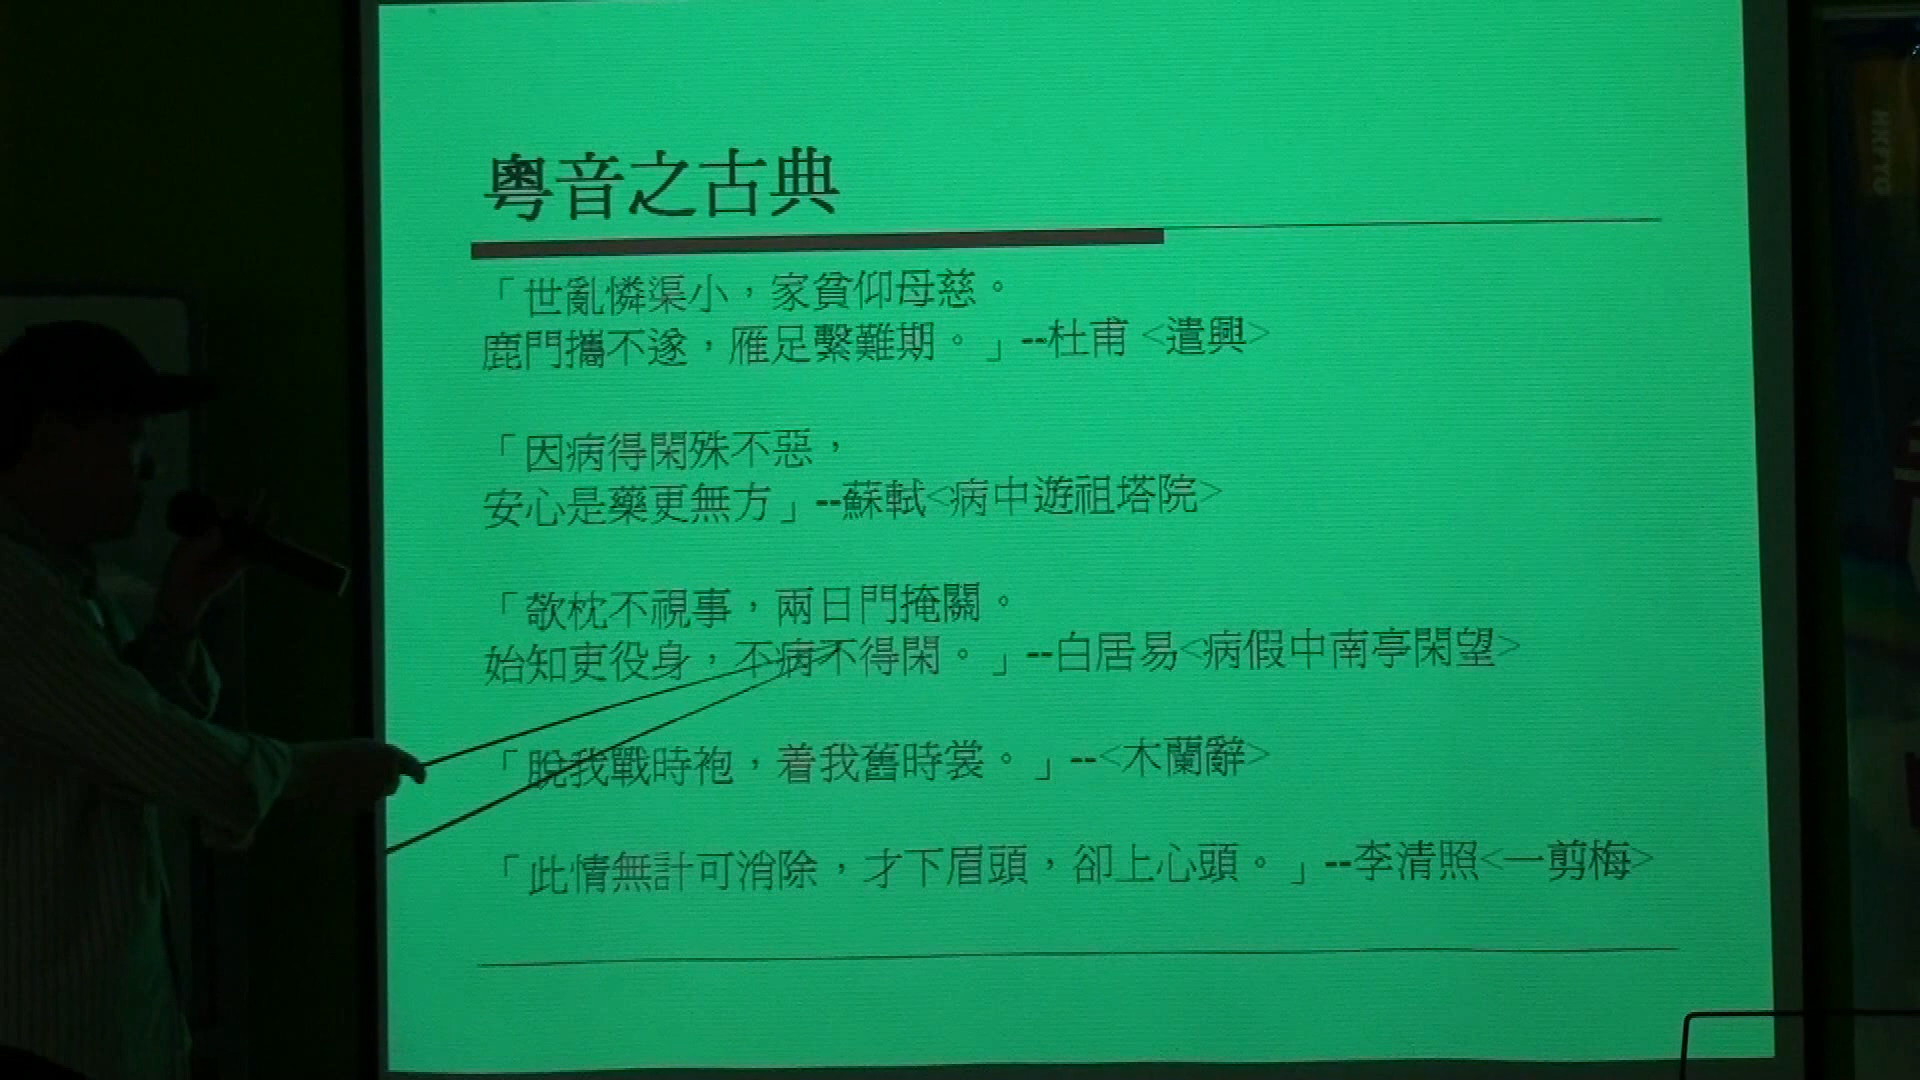 粵音之古典
「世亂憐渠小，家貧仰母慈。
鹿門攜不遂，雁足繫難期。」--杜甫 <遣興>
「因病得閑殊不惡，
安心是藥更無方」--蘇軾<病中遊祖塔院>
「欹枕不視事，兩日門掩關。
始知吏役身，不病不得閑。」--白居易<病假中南亭閑望>
「脫我戰時袍，着我舊時裳。」--<木蘭辭>
「此情無計可消除，才下眉頭，卻上心頭。」--李清照<一剪梅>